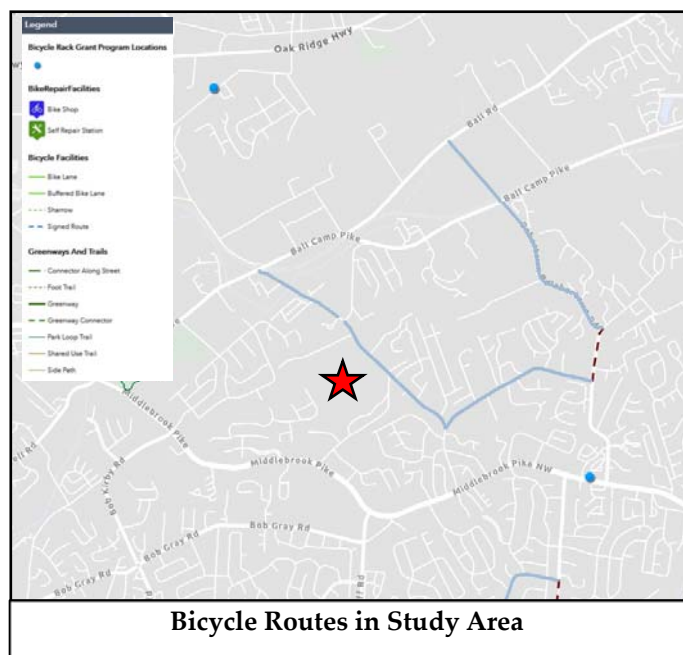 Legend
Bicycle Rack Grant Program Locations
BikeRepairFacilities
Bike Shop
Self Repair Station
Bicycle Facilities
Bike Lane
Buffered Bike Lane
Sharrow
Signed Route
Greenways And Trails
Connector Along Street
Foot Trail
Greenway
Greenway Connector
Park Loop Trail
Shared Use Trail
Side Path
Oak Ridge Hwy
Ball Rd
Ball Camp Pike
Ball Camp Pike
Middlebrook Pike
Middlebrook Pike
Middlebrook Pike NW
Bob Kirby Rd
Bob Gray Rd
Bob Gray Rd
Bob Gray Rd
Bicycle Routes in Study Area